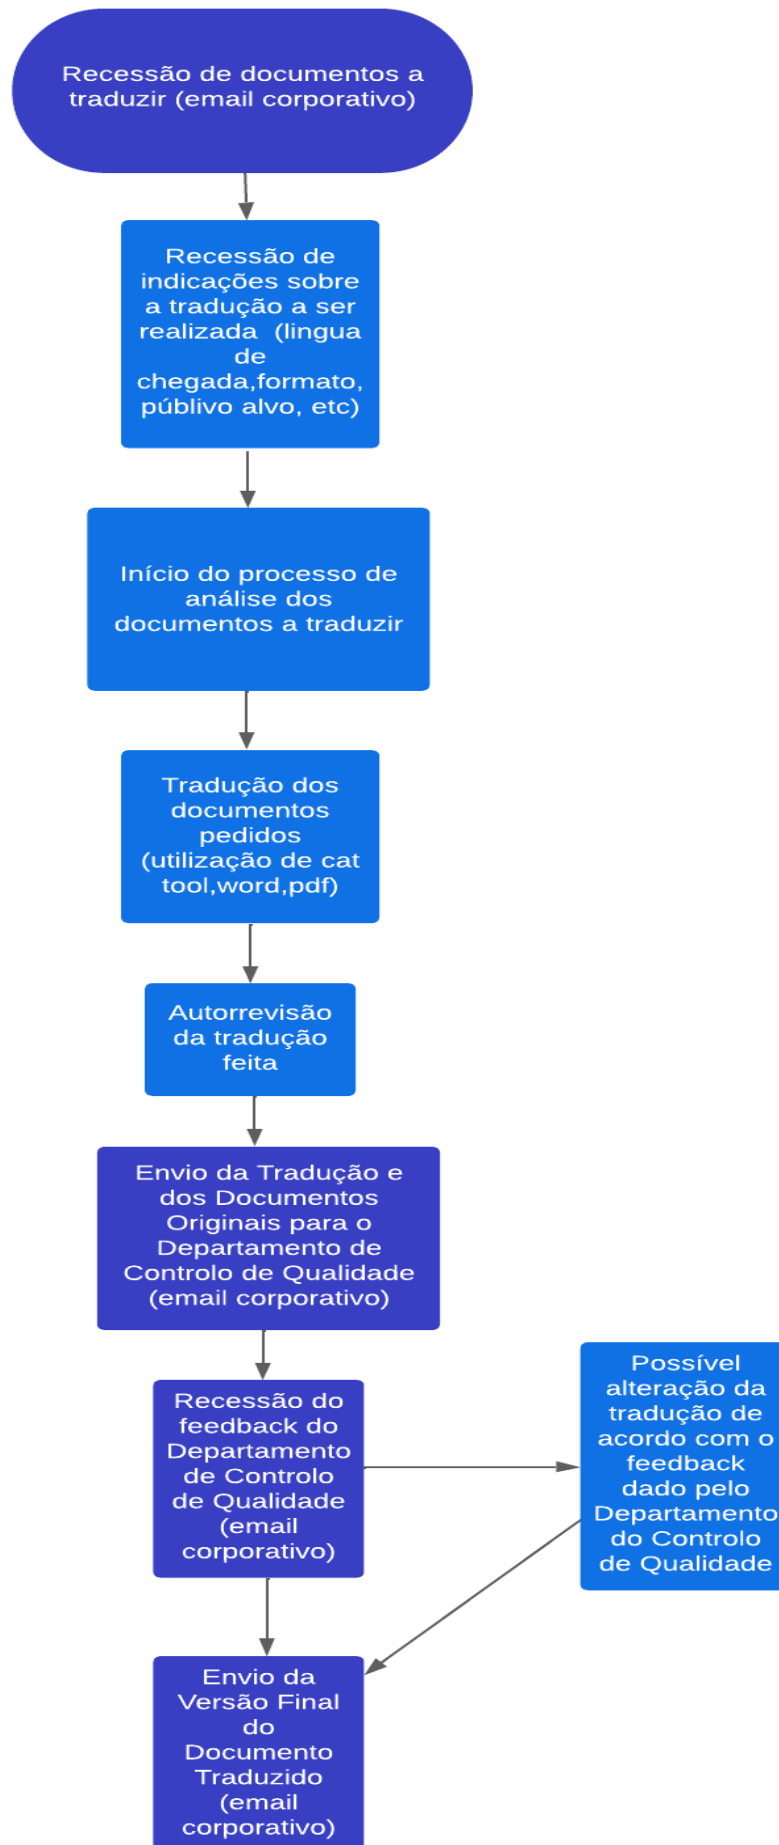 Recessão de documentos a
traduzir (email corporativo)
Recessão de
indicações sobre
a tradução a ser
realizada  (lingua
de
chegada,formato,
públivo alvo, etc)
Início do processo de
análise dos
documentos a traduzir
Tradução dos
documentos
pedidos
(utilização de cat
tool,word,pdf)
Autorrevisão
da tradução
feita
Envio da Tradução e
dos Documentos
Originais para o
Departamento de
Controlo de Qualidade
(email corporativo)
Recessão do
feedback do
Departamento
de Controlo
de Qualidade
(email
corporativo)
Possível
alteração da
tradução de
acordo com o
feedback
dado pelo
Departamento
do Controlo
de Qualidade
Envio da
Versão Final
do
Documento
Traduzido
(email
corporativo)